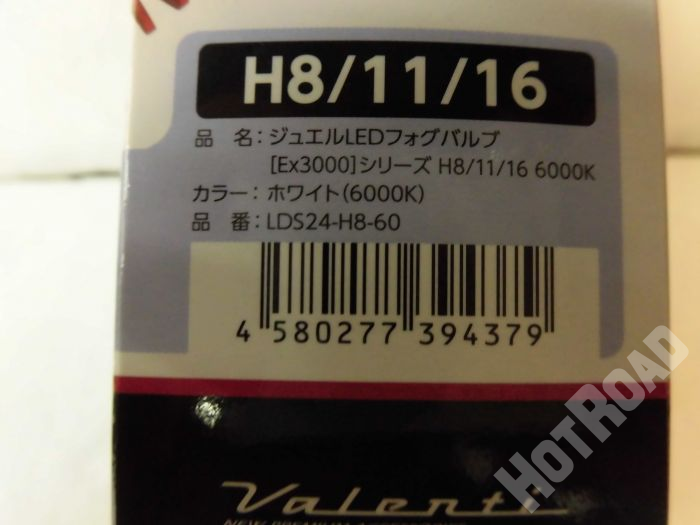 H8/11/16
品 名：ジュエルLEDフォグバルブ
[Ex3000]シリーズ H8/11/16 6000K
カラー：ホワイト(6000K)
品 番：LDS24-H8-60
4 580277 394379
HOTROAD
Valenti